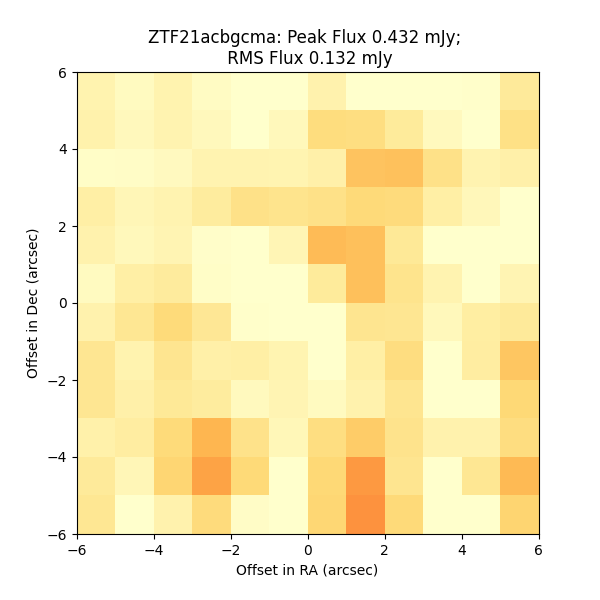 ZTF21acbgcma: Peak Flux 0.432 mJy;
RMS Flux 0.132 mJy
6
4
2
0
−2
−4
−6
Offset in Dec (arcsec)
−6 −4 −2 0 2 4 6
Offset in RA (arcsec)